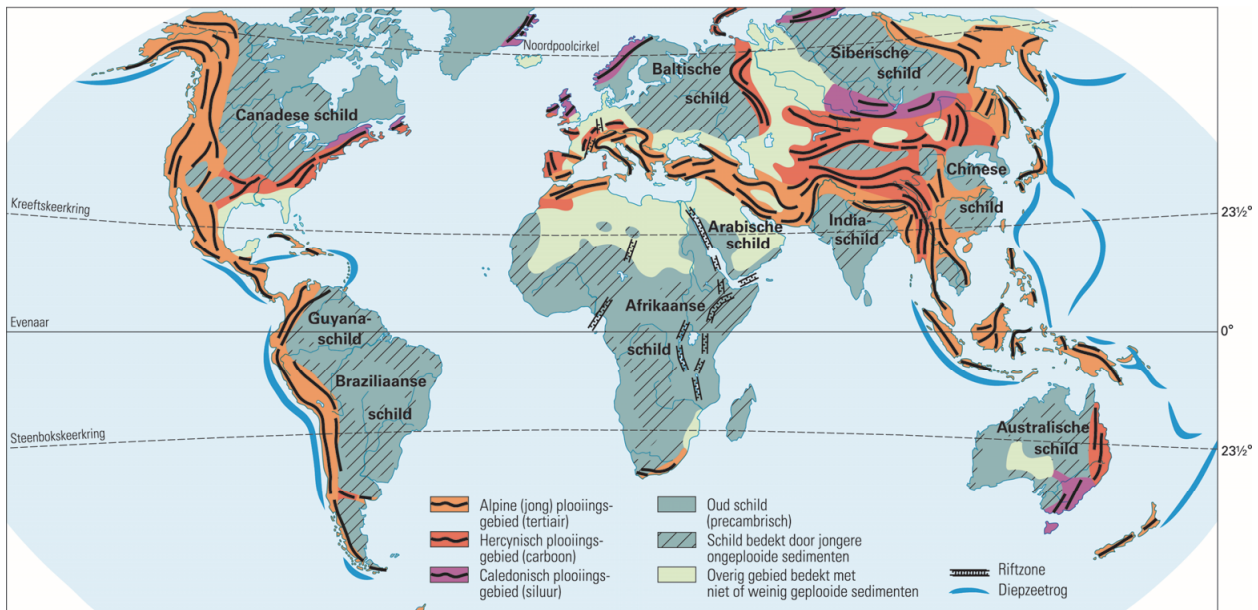 Noordpoolcirkel
Siberische
schild
Baltische
schild
Canadese schild
Chinese
schild
Kreeftskeerkring
23½°
Arabische
schild
India-
schild
Afrikaanse
schild
Guyana-
schild
Evenaar
0°
Braziliaanse
schild
Steenbokskeerkring
Australische
schild
23½°
Alpine (jong) plooiings-
gebied (tertiair)
Hercynisch plooiings-
gebied (carboon)
Caledonisch plooiings-
gebied (siluur)
Oud schild
(precambrisch)
Schild bedekt door jongere
ongeplooide sedimenten
Overig gebied bedekt met
niet of weinig geplooide sedimenten
Riftzone
Diepzeetrog